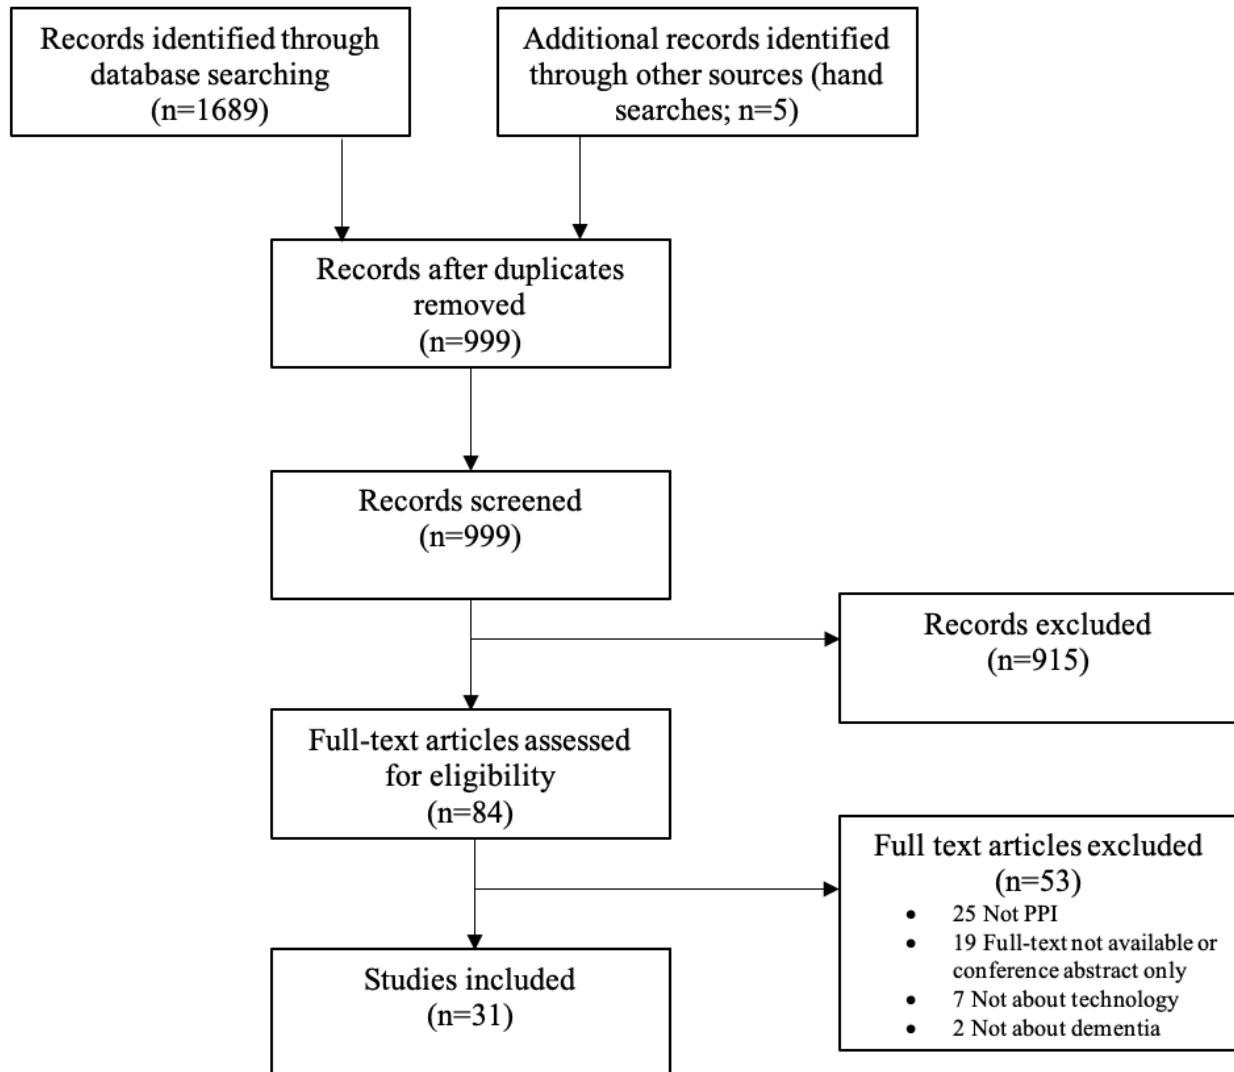 Records identified through
database searching
(n=1689)
Additional records identified
through other sources (hand
searches; n=5)
Records after duplicates
removed
(n=999)
Records screened
(n=999)
Records excluded
(n=915)
Full-text articles assessed
for eligibility
(n=84)
Full text articles excluded
(n=53)
• 25 Not PPI
• 19 Full-text not available or
conference abstract only
• 7 Not about technology
• 2 Not about dementia
Studies included
(n=31)